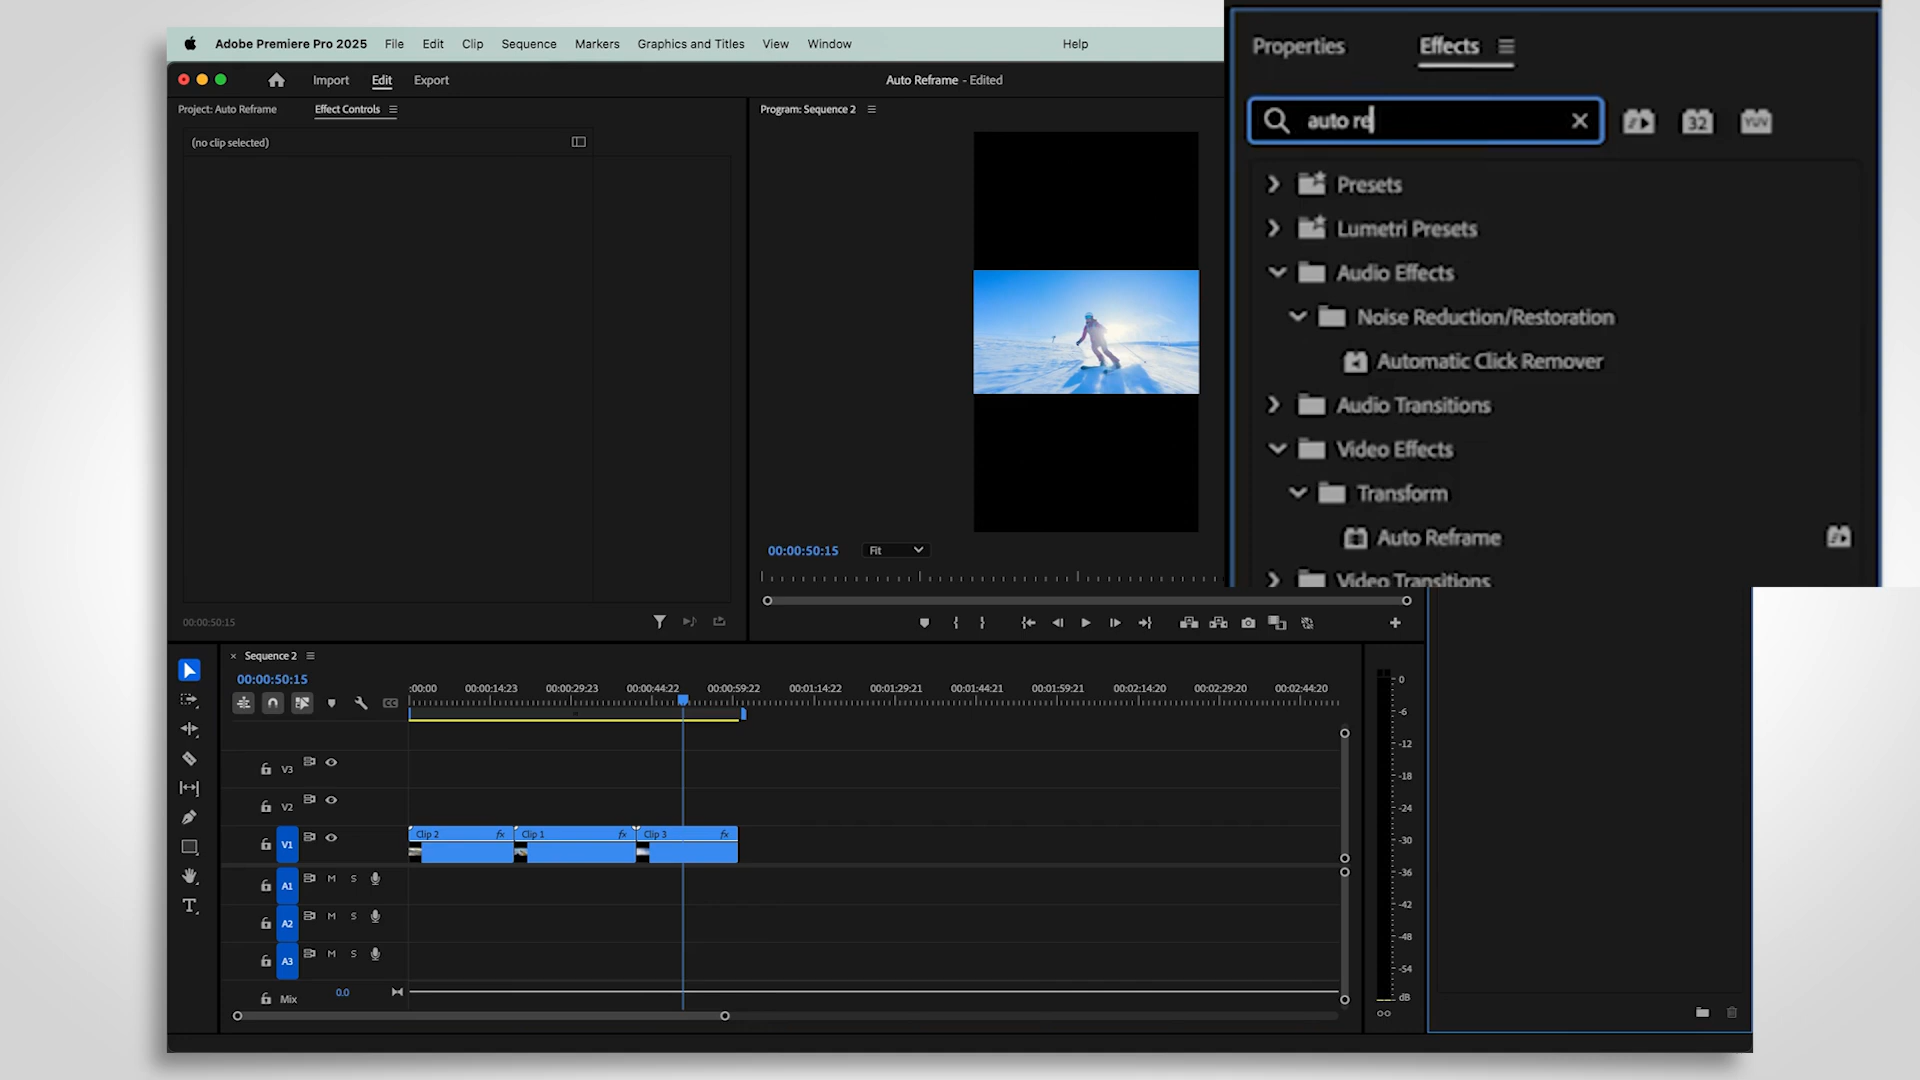 Adobe Premiere Pro 2025 File Edit Clip Sequence Markers Graphics and Titles View Window Help
Import Edit Export
Auto Reframe - Edited
Project: Auto Reframe Effect Controls
(no clip selected)
00:00:50:15
Program: Sequence 2
00:00:50:15 Fit
Properties Effects
auto re
32 YUV
Presets
Lumetri Presets
Audio Effects
Noise Reduction/Restoration
Automatic Click Remover
Audio Transitions
Video Effects
Transform
Auto Reframe
Video Transitions
× Sequence 2
00:00:50:15
:00:00 00:00:14:23 00:00:29:23 00:00:44:22 00:00:59:22 00:01:14:22 00:01:29:21 00:01:44:21 00:01:59:21 00:02:14:20 00:02:29:20 00:02:44:20
CC
V3
V2
V1
Clip 2 fx Clip 1 fx Clip 3 fx
A1 M S
A2 M S
A3 M S
Mix 0.0
T
0
-6
-12
-18
-24
-30
-36
-42
-48
-54
dB